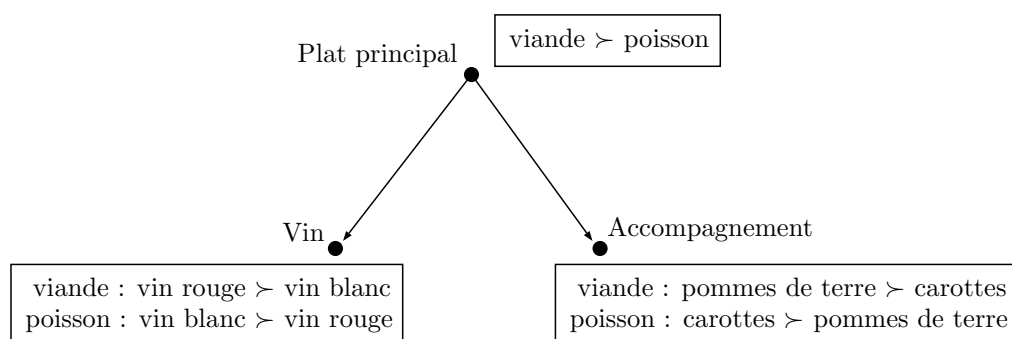 viande ≻ poisson
Plat principal
Vin
Accompagnement
viande : vin rouge ≻ vin blanc
poisson : vin blanc ≻ vin rouge
viande : pommes de terre ≻ carottes
poisson : carottes ≻ pommes de terre